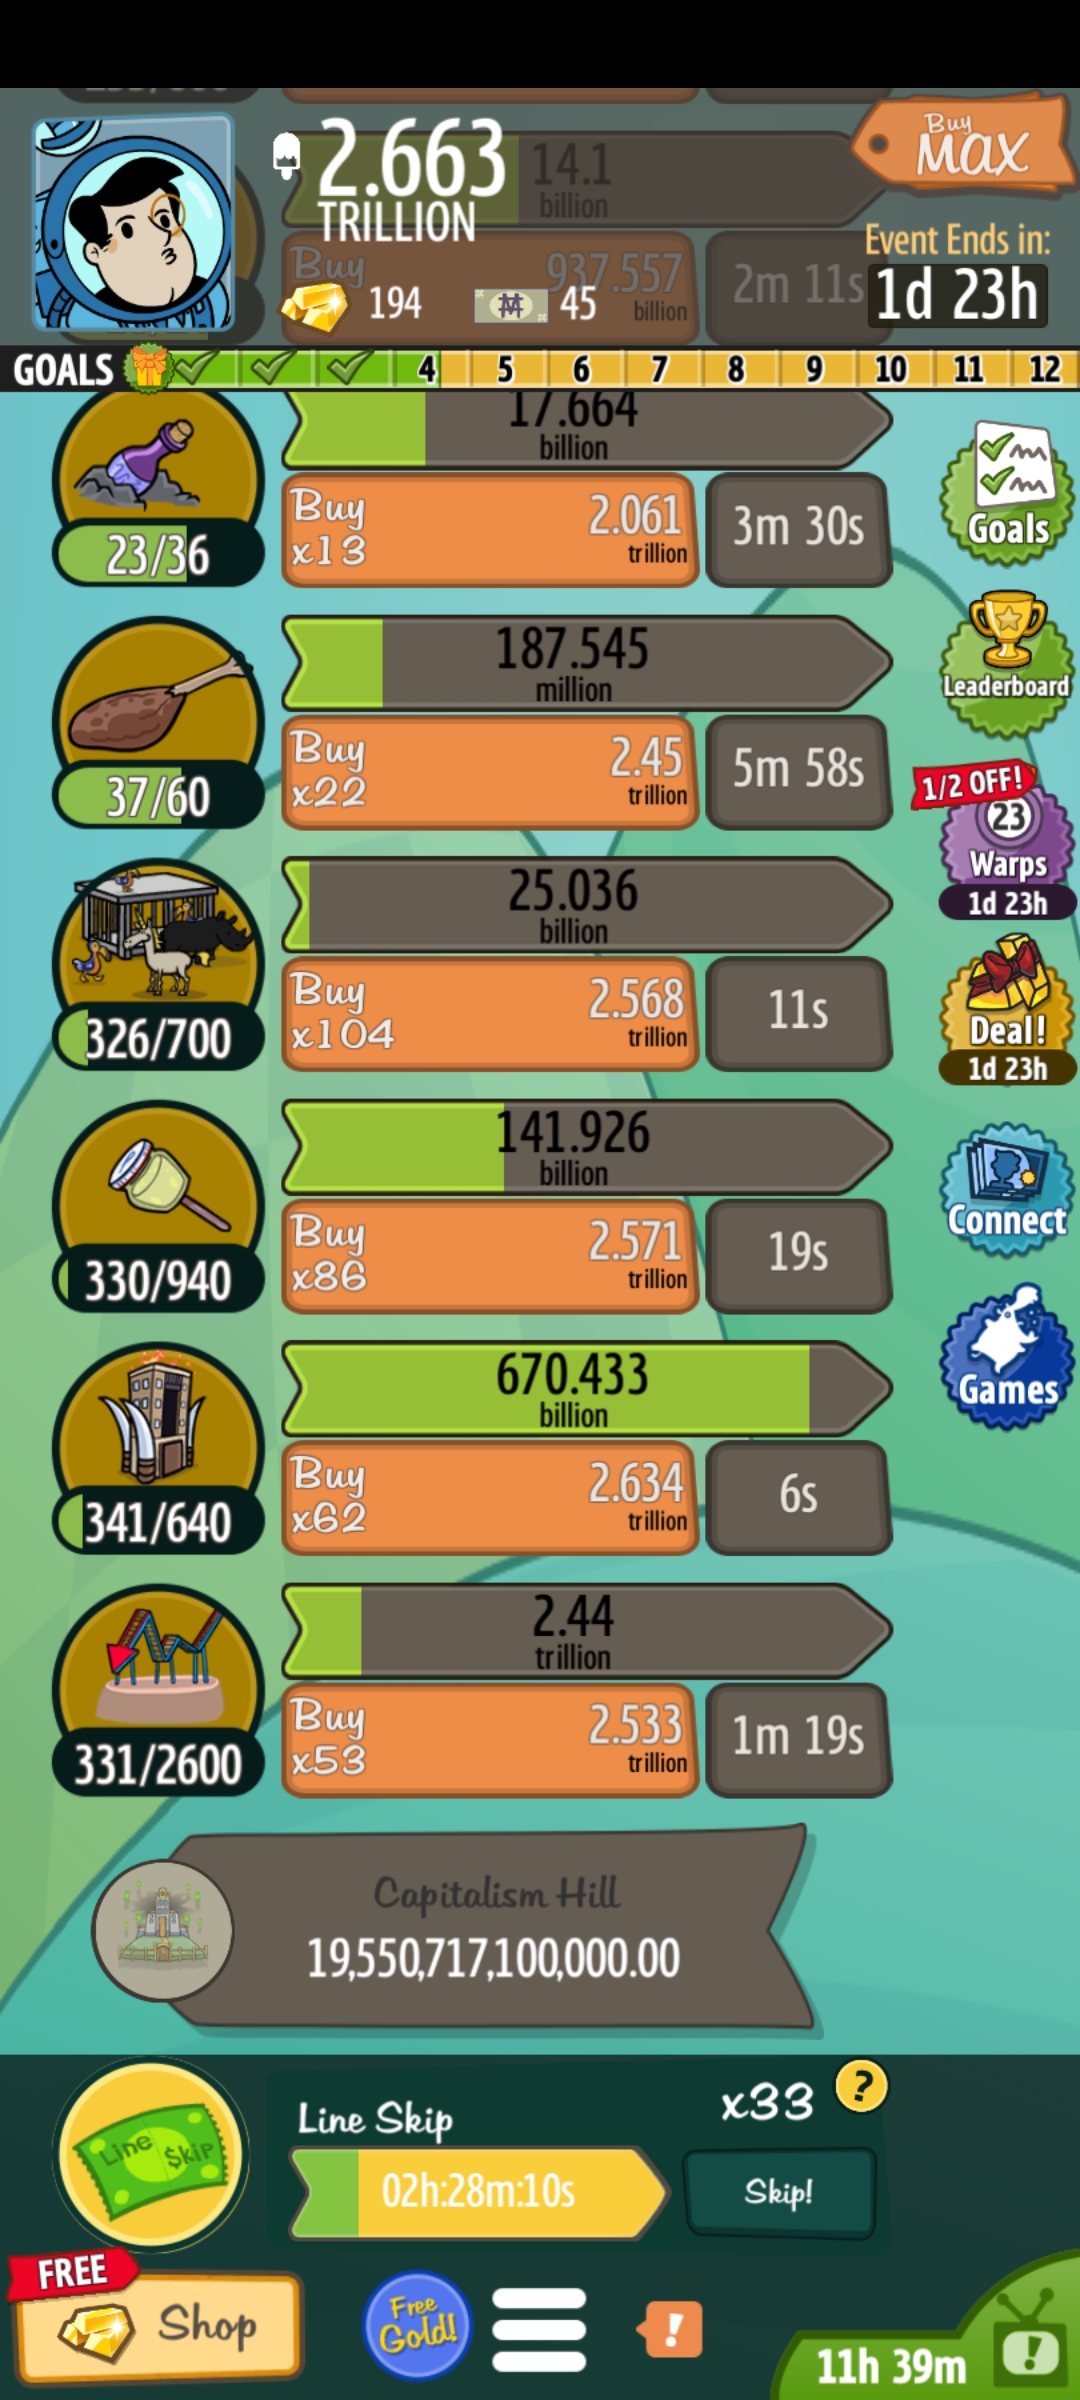 2.663
TRILLION
14.1
billion
Buy
MAX
Event Ends in:
1d 23h
Buy
937.557
billion
2m 11s
194
45
GOALS
4
5
6
7
8
9
10
11
12
17.664
billion
Buy
x13
2.061
trillion
3m 30s
23/36
Goals
187.545
million
Buy
x22
2.45
trillion
5m 58s
37/60
Leaderboard
1/2 OFF!
23
Warps
1d 23h
25.036
billion
Buy
x104
2.568
trillion
11s
326/700
Deal!
1d 23h
141.926
billion
Buy
x86
2.571
trillion
19s
330/940
Connect
670.433
billion
Buy
x62
2.634
trillion
6s
341/640
Games
2.44
trillion
Buy
x53
2.533
trillion
1m 19s
331/2600
Capitalism Hill
19,550,717,100,000.00
Line $kip
Line Skip
x33
?
02h:28m:10s
Skip!
FREE
Shop
Free
Gold!
!
11h 39m
!